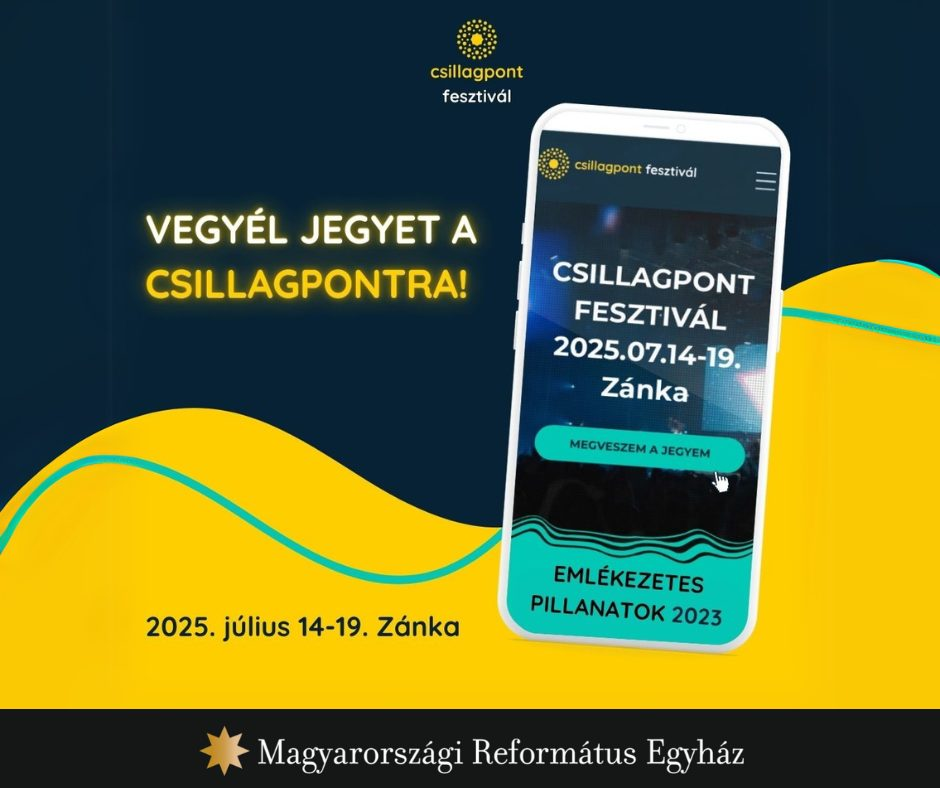 csillagpont
fesztivál
VEGYÉL JEGYET A
CSILLAGPONTRA!
csillagpont fesztivál
CSILLAGPONT
FESZTIVÁL
2025.07.14-19.
Zánka
MEGVESZEM A JEGYEM
EMLÉKEZETES
PILLANATOK 2023
2025. július 14-19. Zánka
Magyarországi Református Egyház